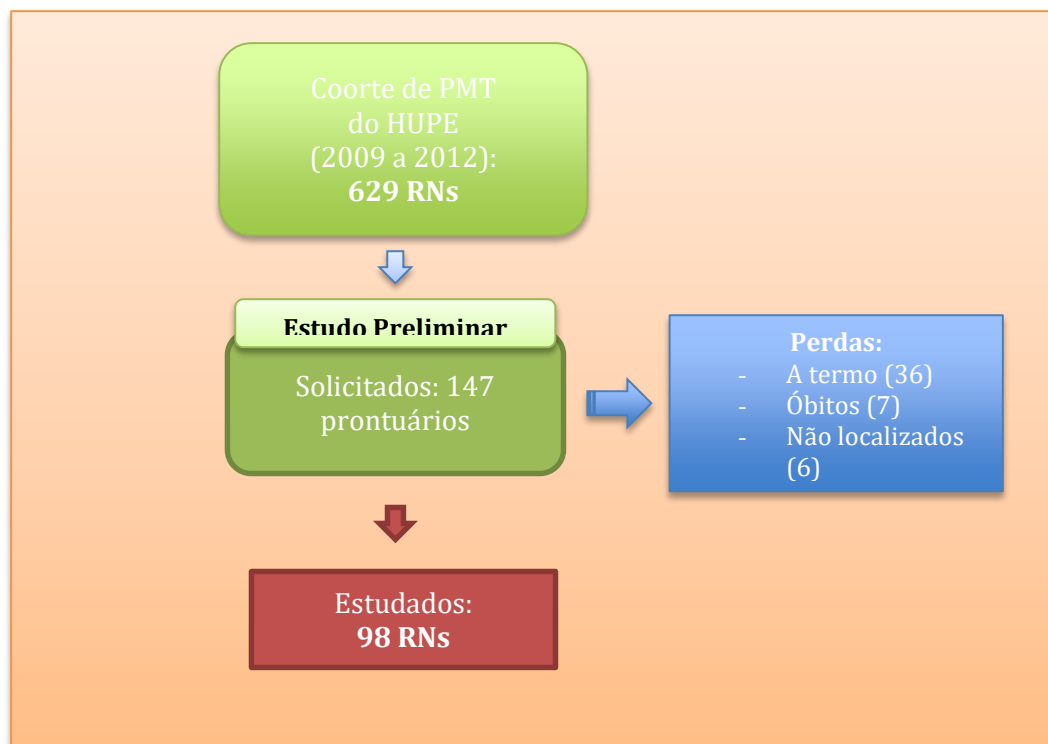 Coorte de PMT
do HUPE
(2009 a 2012):
629 RNs
Estudo Preliminar
Solicitados: 147
prontuários
Perdas:
- A termo (36)
- Óbitos (7)
- Não localizados
(6)
Estudados:
98 RNs